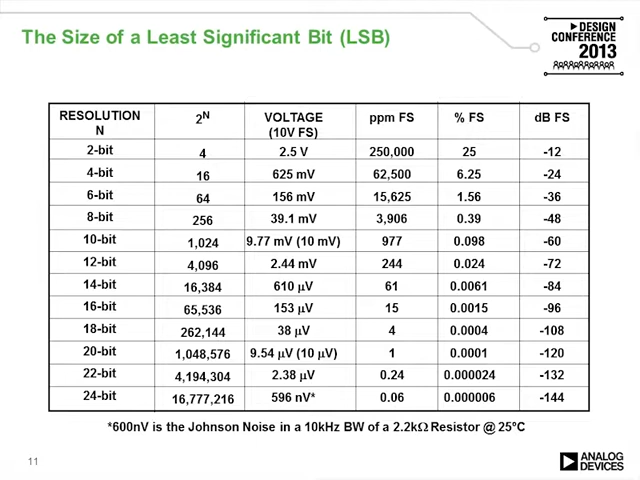 The Size of a Least Significant Bit (LSB)
DESIGN
CONFERENCE
2013
RESOLUTION N 2^N VOLTAGE (10V FS) ppm FS % FS dB FS
2-bit 4 2.5 V 250,000 25 -12
4-bit 16 625 mV 62,500 6.25 -24
6-bit 64 156 mV 15,625 1.56 -36
8-bit 256 39.1 mV 3,906 0.39 -48
10-bit 1,024 9.77 mV (10 mV) 977 0.098 -60
12-bit 4,096 2.44 mV 244 0.024 -72
14-bit 16,384 610 μV 61 0.0061 -84
16-bit 65,536 153 μV 15 0.0015 -96
18-bit 262,144 38 μV 4 0.0004 -108
20-bit 1,048,576 9.54 μV (10 μV) 1 0.0001 -120
22-bit 4,194,304 2.38 μV 0.24 0.000024 -132
24-bit 16,777,216 596 nV* 0.06 0.000006 -144
*600nV is the Johnson Noise in a 10kHz BW of a 2.2kΩ Resistor @ 25°C
11
ANALOG
DEVICES